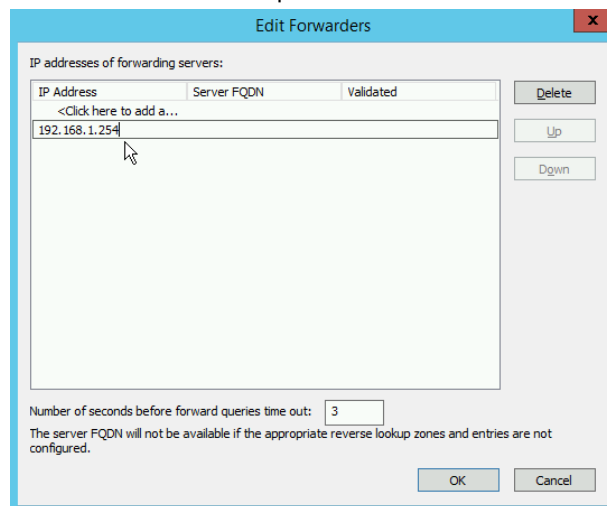 Edit Forwarders
x
IP addresses of forwarding servers:
IP Address Server FQDN Validated
Delete
<Click here to add a...
192.168.1.254
Up
Down
Number of seconds before forward queries time out: 3
The server FQDN will not be available if the appropriate reverse lookup zones and entries are not
configured.
OK Cancel